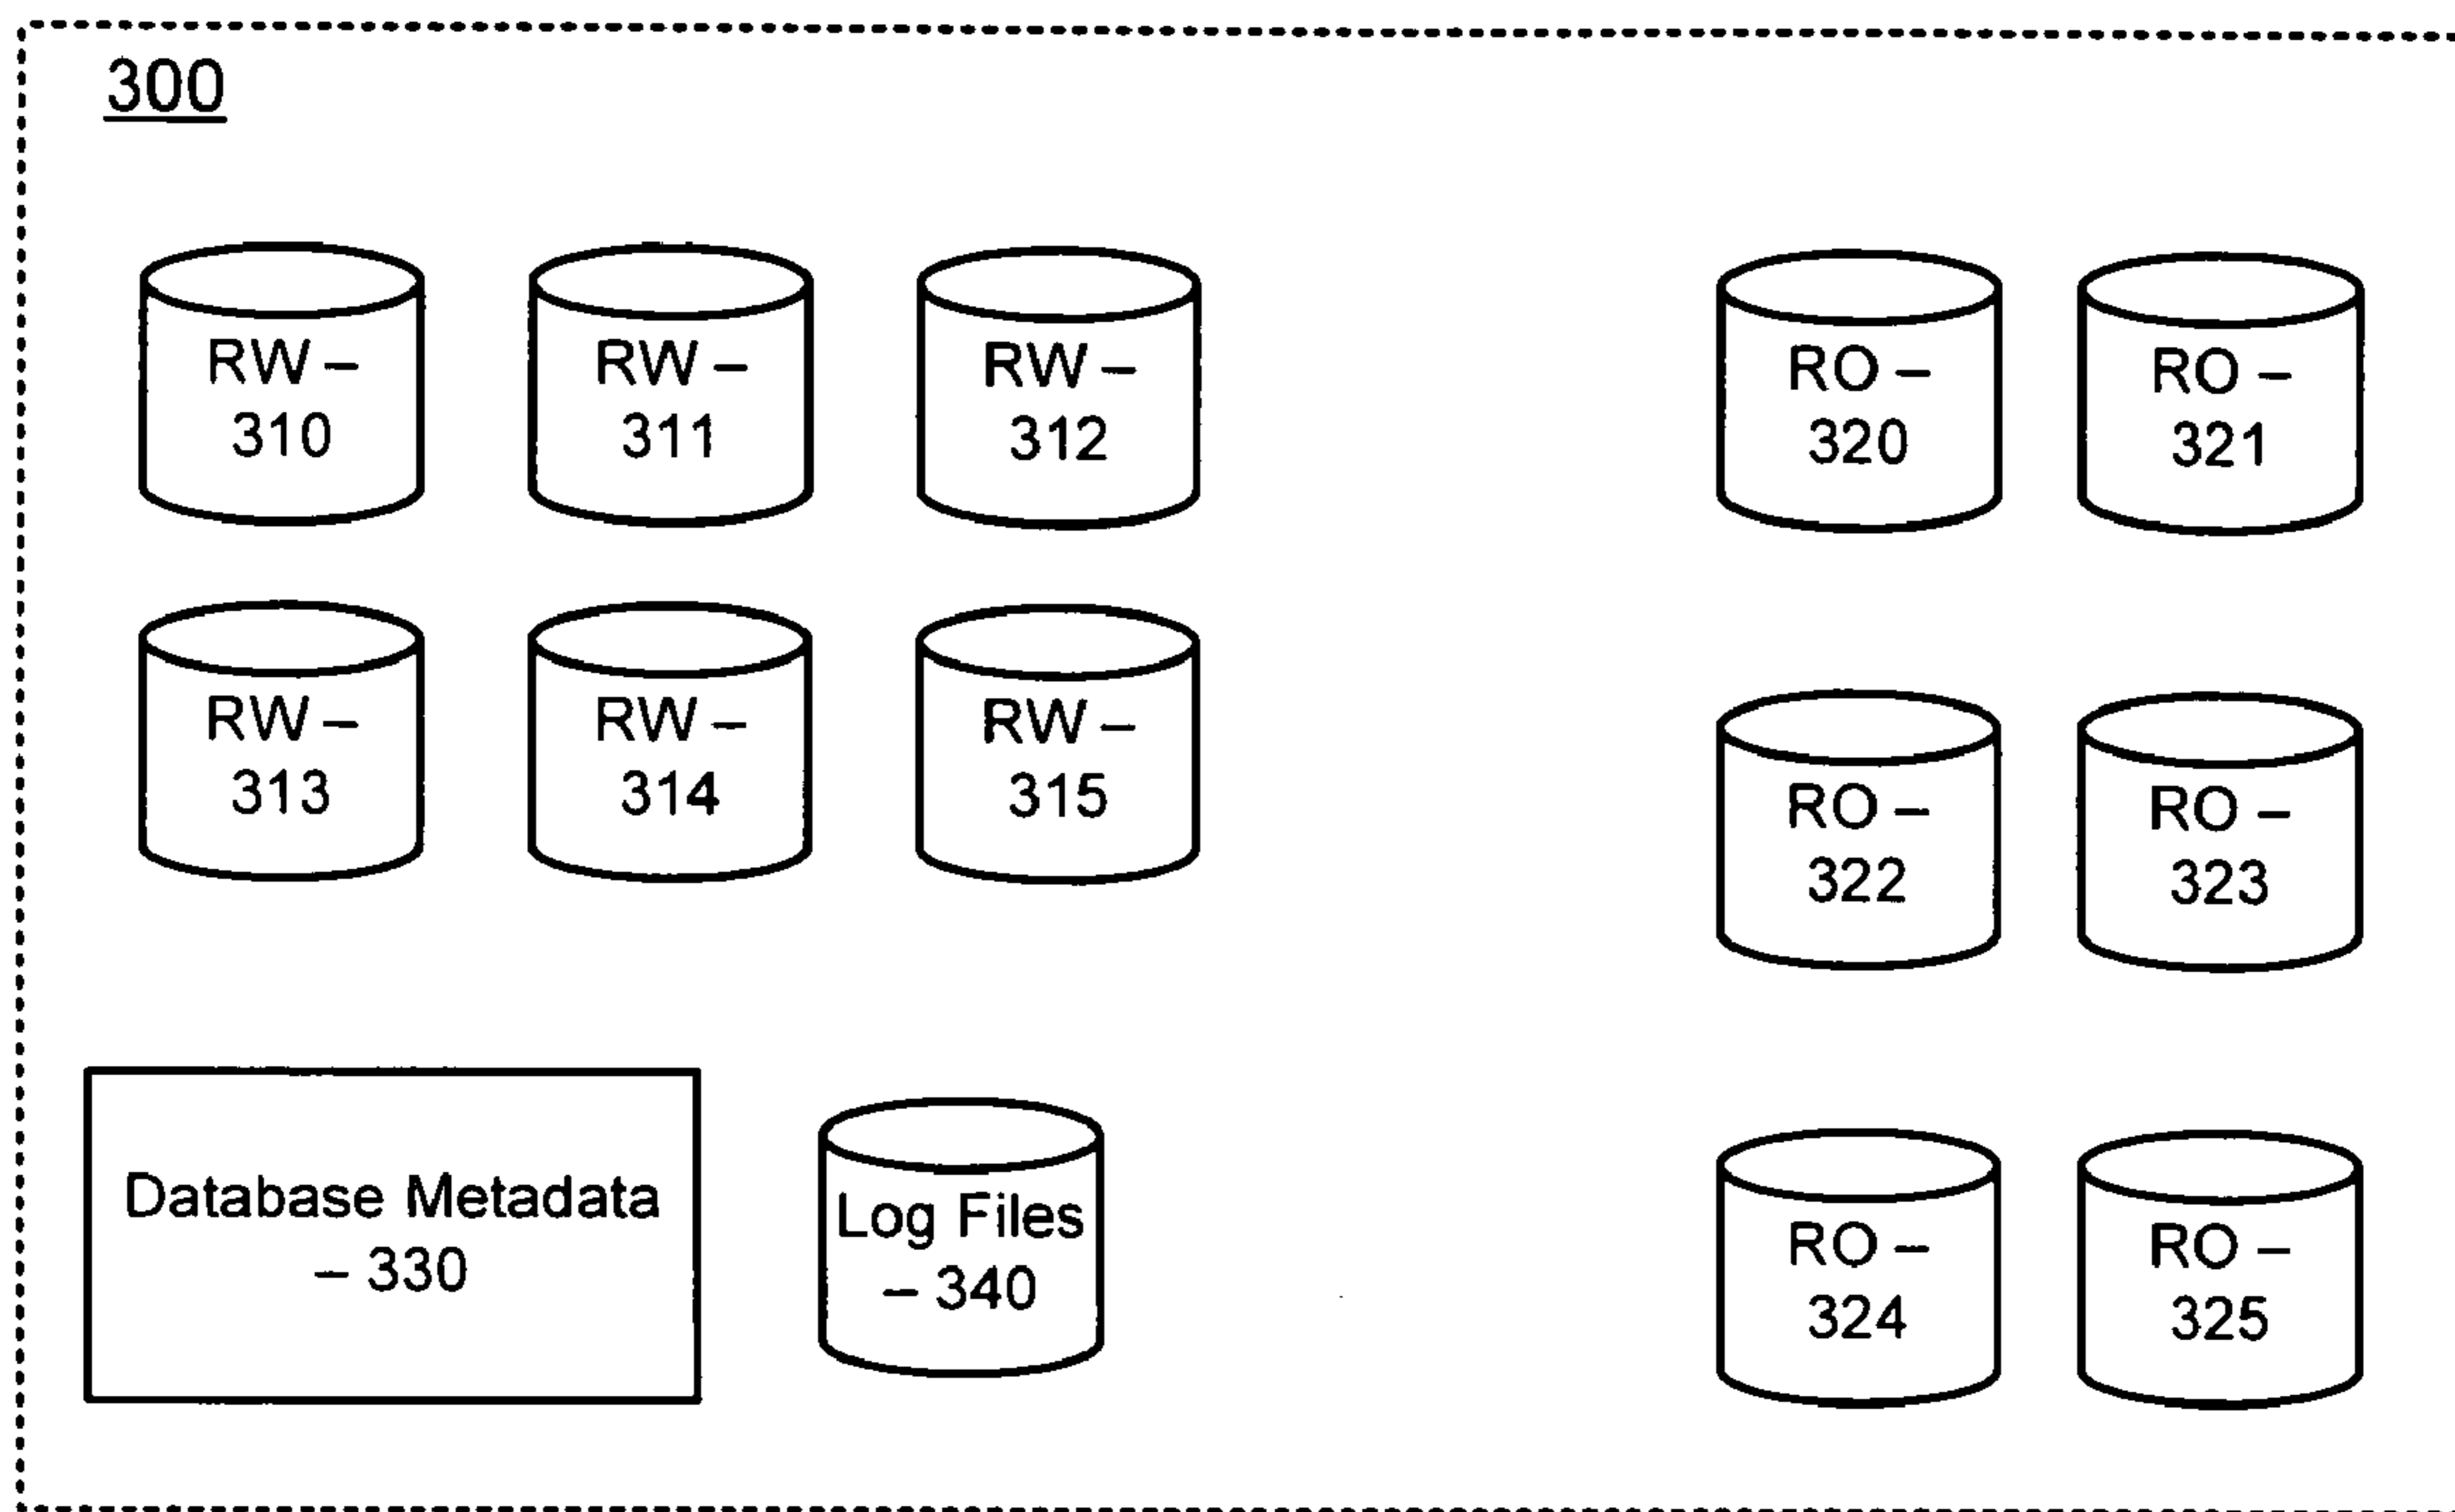 300
RW –
310
RW –
311
RW –
312
RO –
320
RO –
321
RW –
313
RW –
314
RW –
315
RO –
322
RO –
323
Database Metadata
– 330
Log Files
– 340
RO –
324
RO –
325